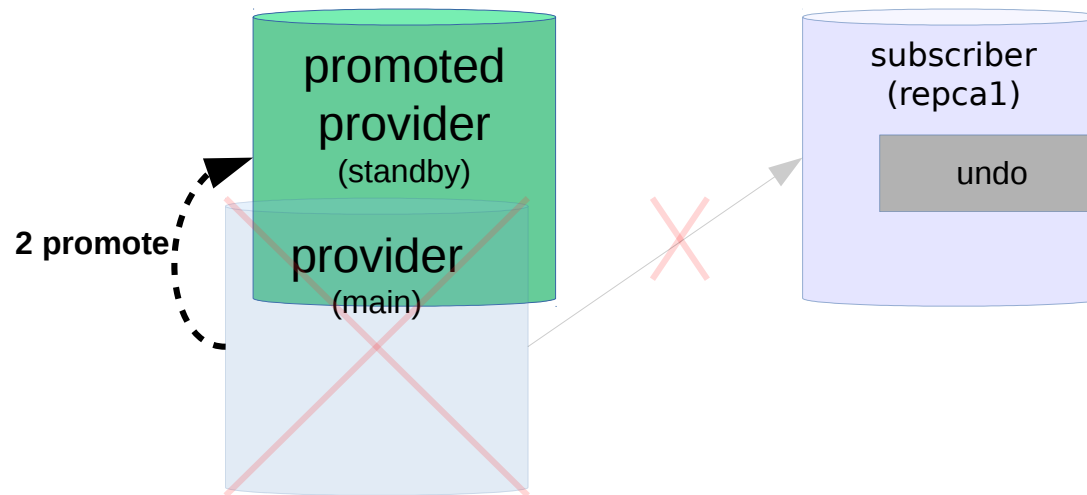 promoted
provider
(standby)
2 promote
provider
(main)
subscriber
(repca1)
undo